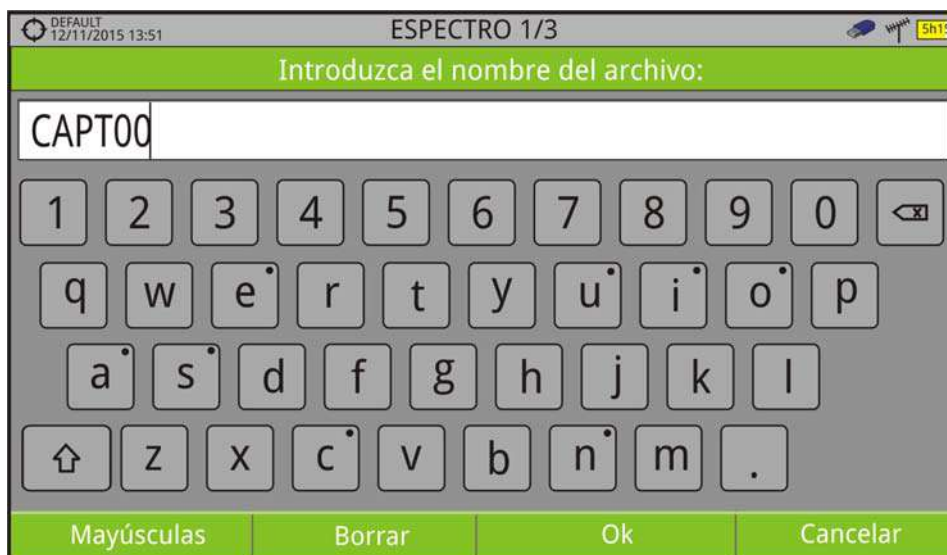 DEFAULT
12/11/2015 13:51
ESPECTRO 1/3
5h15
Introduzca el nombre del archivo:
CAPT00
1 2 3 4 5 6 7 8 9 0
q w e r t y u i o p
a s d f g h j k l
z x c v b n m .
Mayúsculas Borrar Ok Cancelar